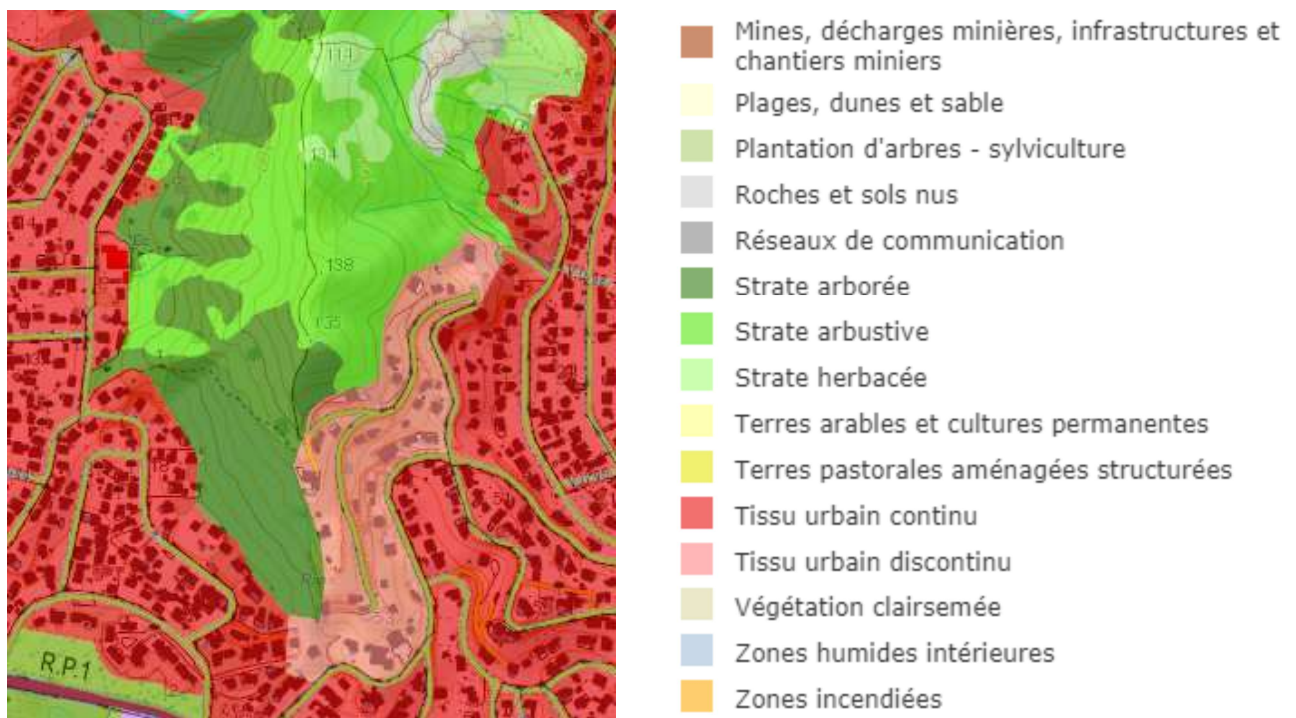 114
134
138
135
R.P.1
Mines, décharges minières, infrastructures et
chantiers miniers
Plages, dunes et sable
Plantation d'arbres - sylviculture
Roches et sols nus
Réseaux de communication
Strate arborée
Strate arbustive
Strate herbacée
Terres arables et cultures permanentes
Terres pastorales aménagées structurées
Tissu urbain continu
Tissu urbain discontinu
Végétation clairsemée
Zones humides intérieures
Zones incendiées